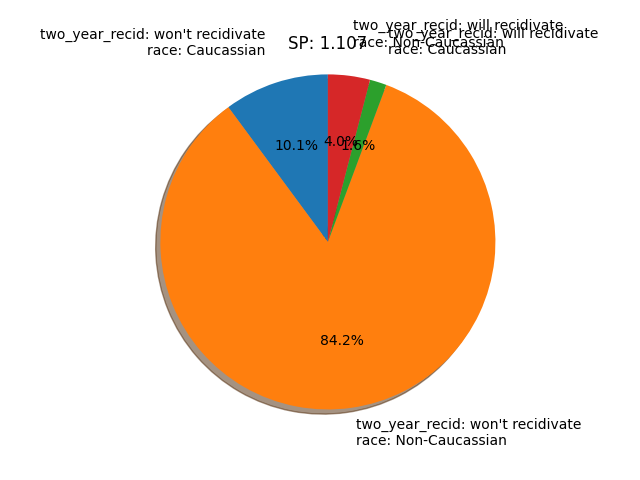 two_year_recid: will recidivate
race: Non-Caucassian
two_year_recid: will recidivate
race: Caucassian
two_year_recid: won't recidivate
race: Caucassian
SP: 1.107
10.1%
4.0%
1.6%
84.2%
two_year_recid: won't recidivate
race: Non-Caucassian